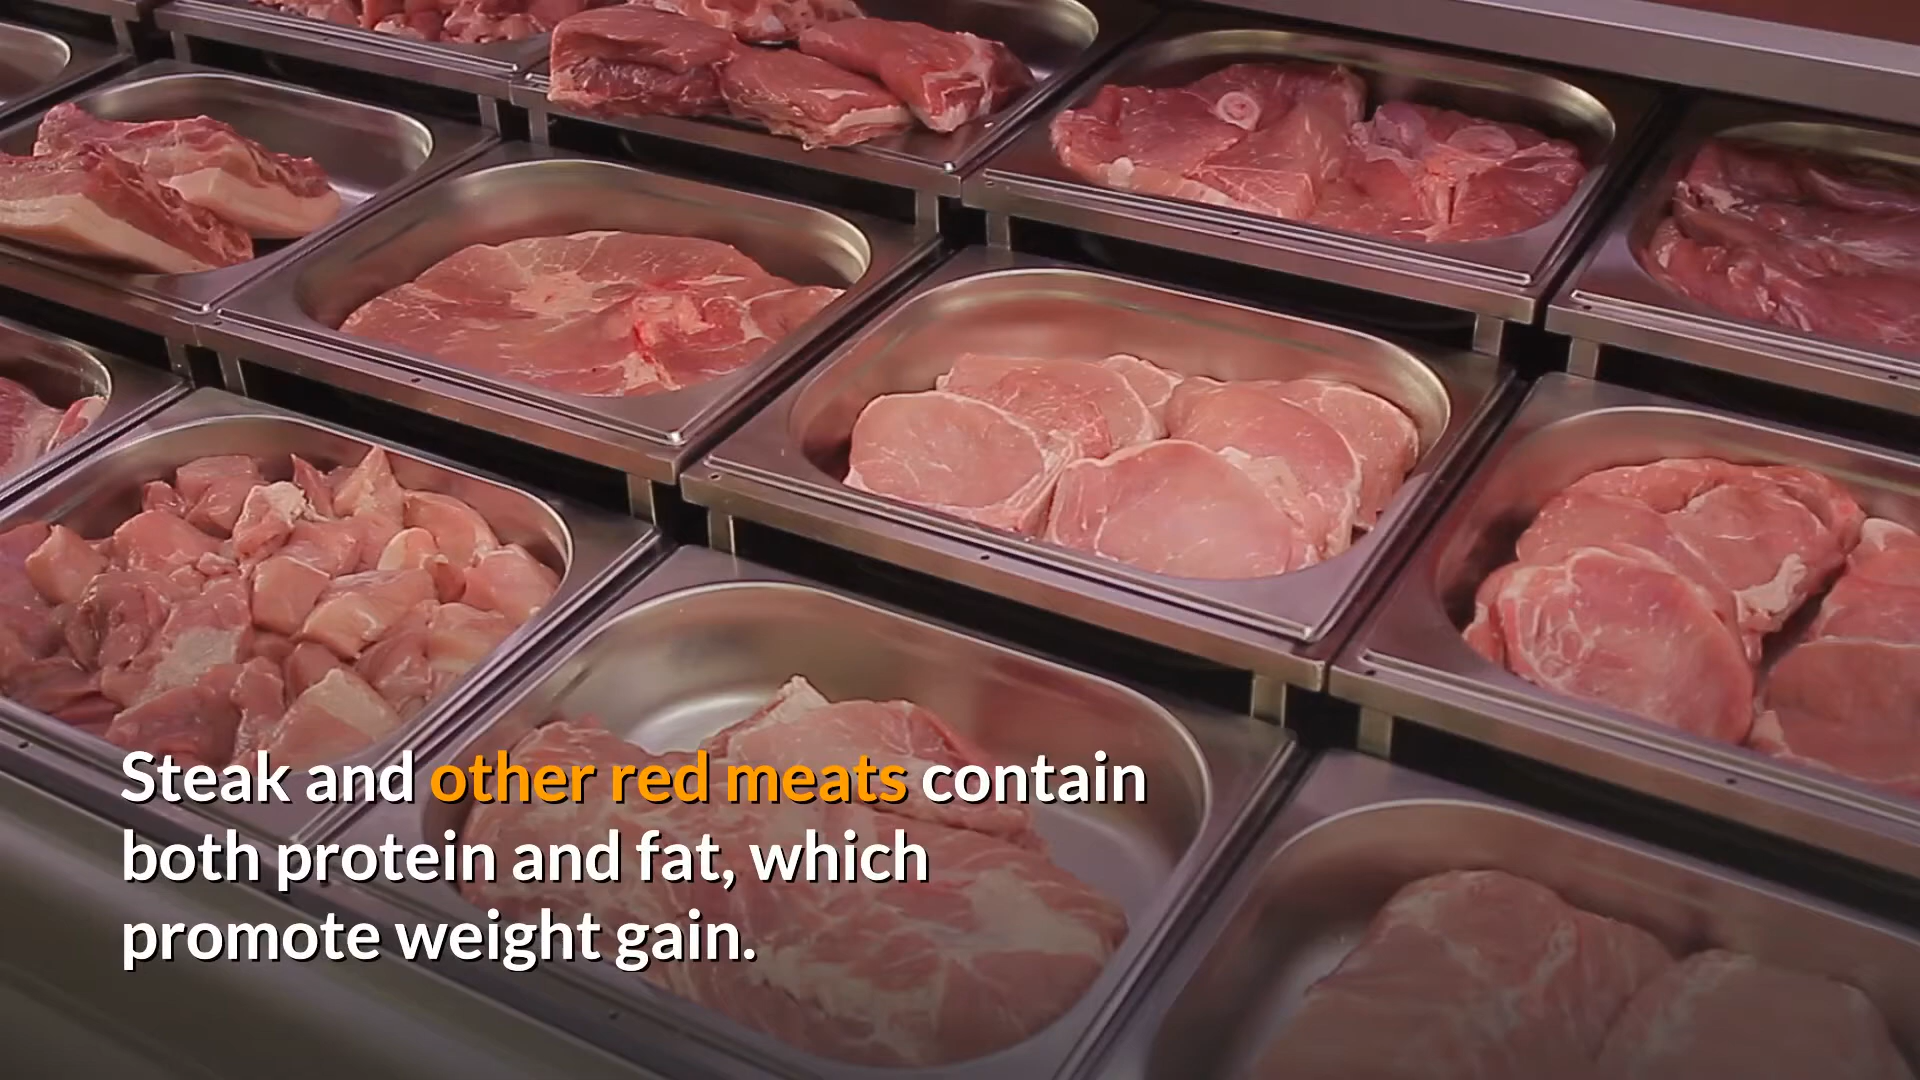 Steak and other red meats contain
both protein and fat, which
promote weight gain.